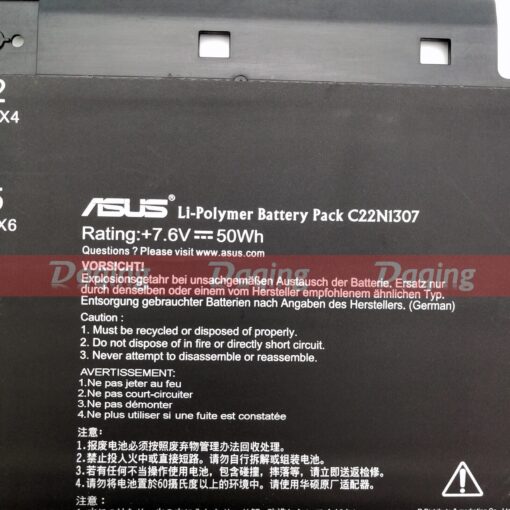 2
X4
5
X6
ASUS® LI-Polymer Battery Pack C22N1307
Rating:+7.6V⎓50Wh
Questions ? Please visit www.asus.com
VORSICHT!
Explosionsgetahr bei unsachgemäßen Austausch der Batterie. Ersatz nur
durch denselben oder einem vom Hersteller empfohlenem ähnlichen Typ.
Entsorgung gebrauchter Batterien nach Angaben des Herstellers. (German)
Daqing Daqing Daqing
Caution :
1. Must be recycled or disposed of properly.
2. Do not dispose of in fire or directly short circuit.
3. Never attempt to disassemble or reassemble.
AVERTISSEMENT:
1.Ne pas jeter au feu
2.Ne pas court-circuiter
3.Ne pas démonter
4.Ne plus utiliser si une fuite est constatée
注意:
1.报废电池必须按照废弃物管理办法回收处理。
2.禁止投入火中或直接短路。请勿自行拆解或组装电池。
3.若有任何不当操作使用电池,包含碰撞,摔落等,请立即送返修检。
4.请勿将电池置于60摄氏度以上的环境中。请使用华硕原厂适配器。